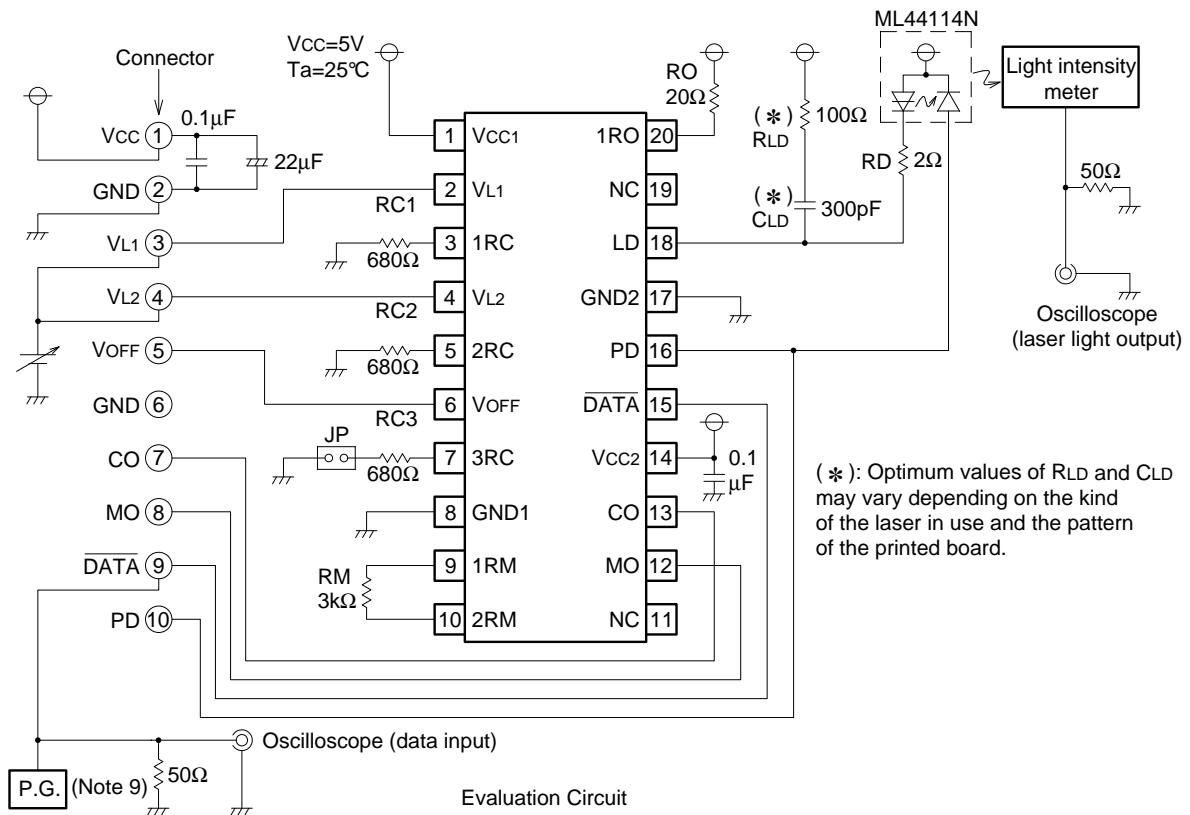 ML44114N
VCC=5V
Ta=25℃
Connector
Light intensity
meter
RO
20Ω
0.1µF
VCC 1
22µF
GND 2
VL1 3
VL2 4
VOFF 5
GND 6
CO 7
MO 8
DATA 9
PD 10
RC1
680Ω
RC2
680Ω
RC3
JP
680Ω
RM
3kΩ
1 VCC1
2 VL1
3 1RC
4 VL2
5 2RC
6 VOFF
7 3RC
8 GND1
9 1RM
10 2RM
1RO 20
NC 19
LD 18
GND2 17
PD 16
DATA 15
VCC2 14
CO 13
MO 12
NC 11
(*) 100Ω
RLD
(*) 300pF
CLD
RD 2Ω
50Ω
Oscilloscope
(laser light output)
0.1
µF
(*): Optimum values of RLD and CLD
may vary depending on the kind
of the laser in use and the pattern
of the printed board.
Oscilloscope (data input)
P.G. (Note 9) 50Ω
Evaluation Circuit